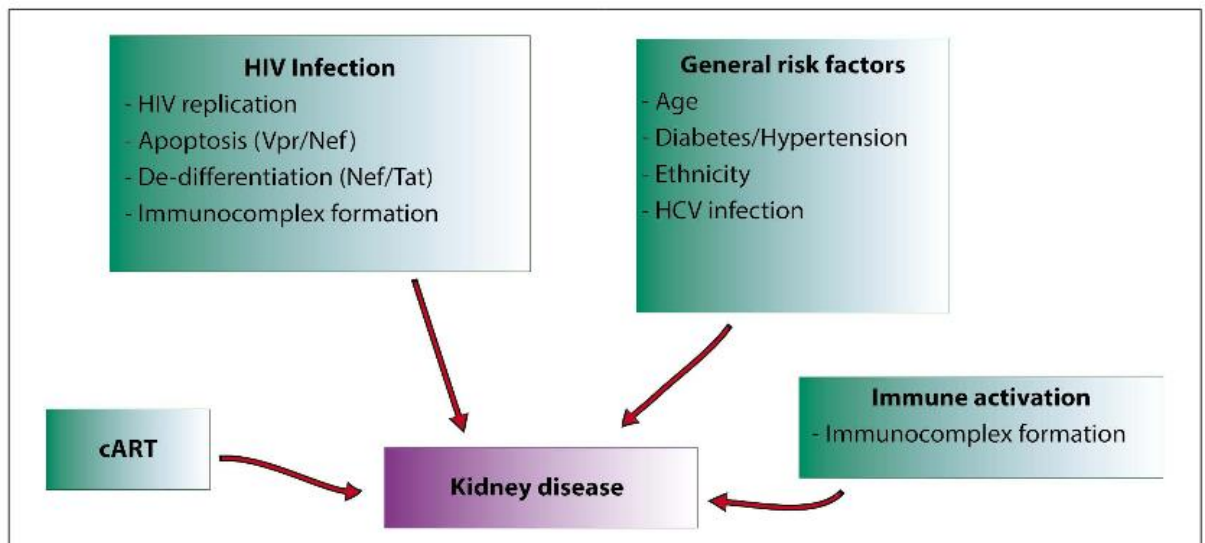 HIV Infection
- HIV replication
- Apoptosis (Vpr/Nef)
- De-differentiation (Nef/Tat)
- Immunocomplex formation
General risk factors
- Age
- Diabetes/Hypertension
- Ethnicity
- HCV infection
cART
Kidney disease
Immune activation
- Immunocomplex formation